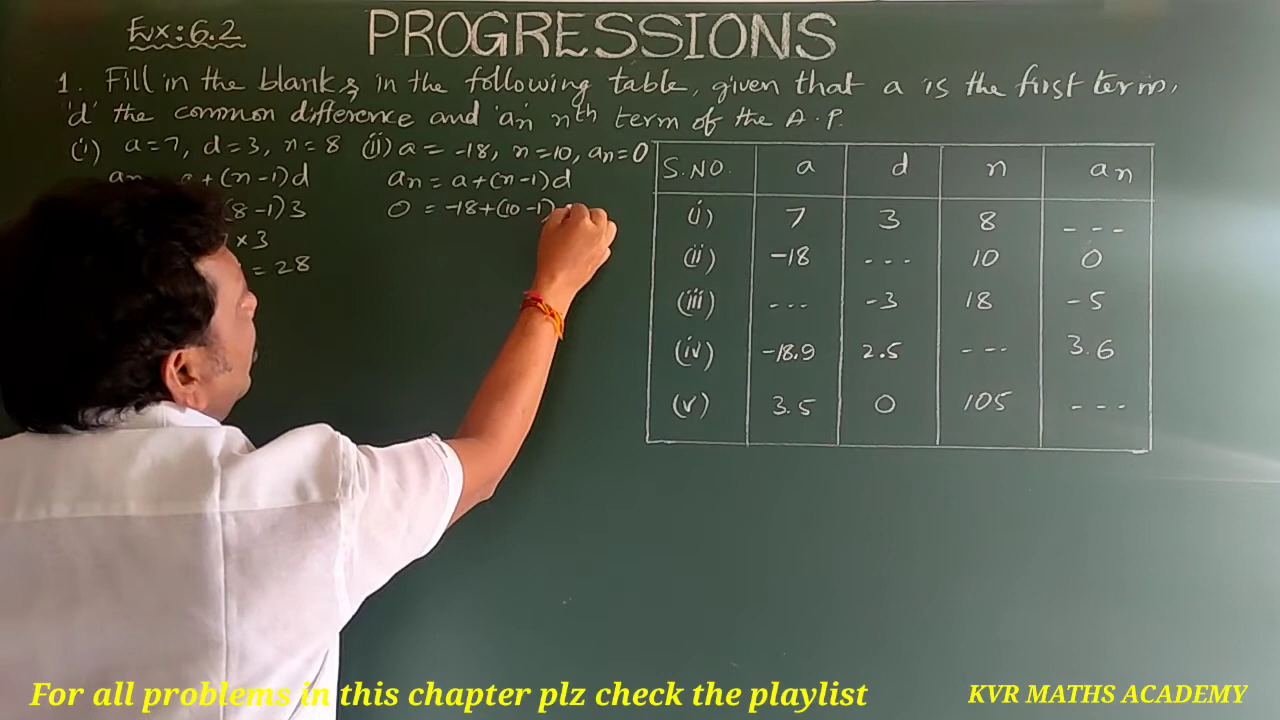 Ex:6.2
PROGRESSIONS
1. Fill in the blanks in the following table, given that a is the first term,
'd' the common difference and 'an' nth term of the A.P.
(i) a=7, d=3, n=8
+(n-1)d
(8-1)3
×3
=28
(ii) a = -18, n=10, an=0
an = a+(n-1)d
0 = -18+(10-1)
S.NO. a d n an
(i) 7 3 8 ---
(ii) -18 --- 10 0
(iii) --- -3 18 -5
(iv) -18.9 2.5 --- 3.6
(v) 3.5 0 105 ---
For all problems in this chapter plz check the playlist
KVR MATHS ACADEMY